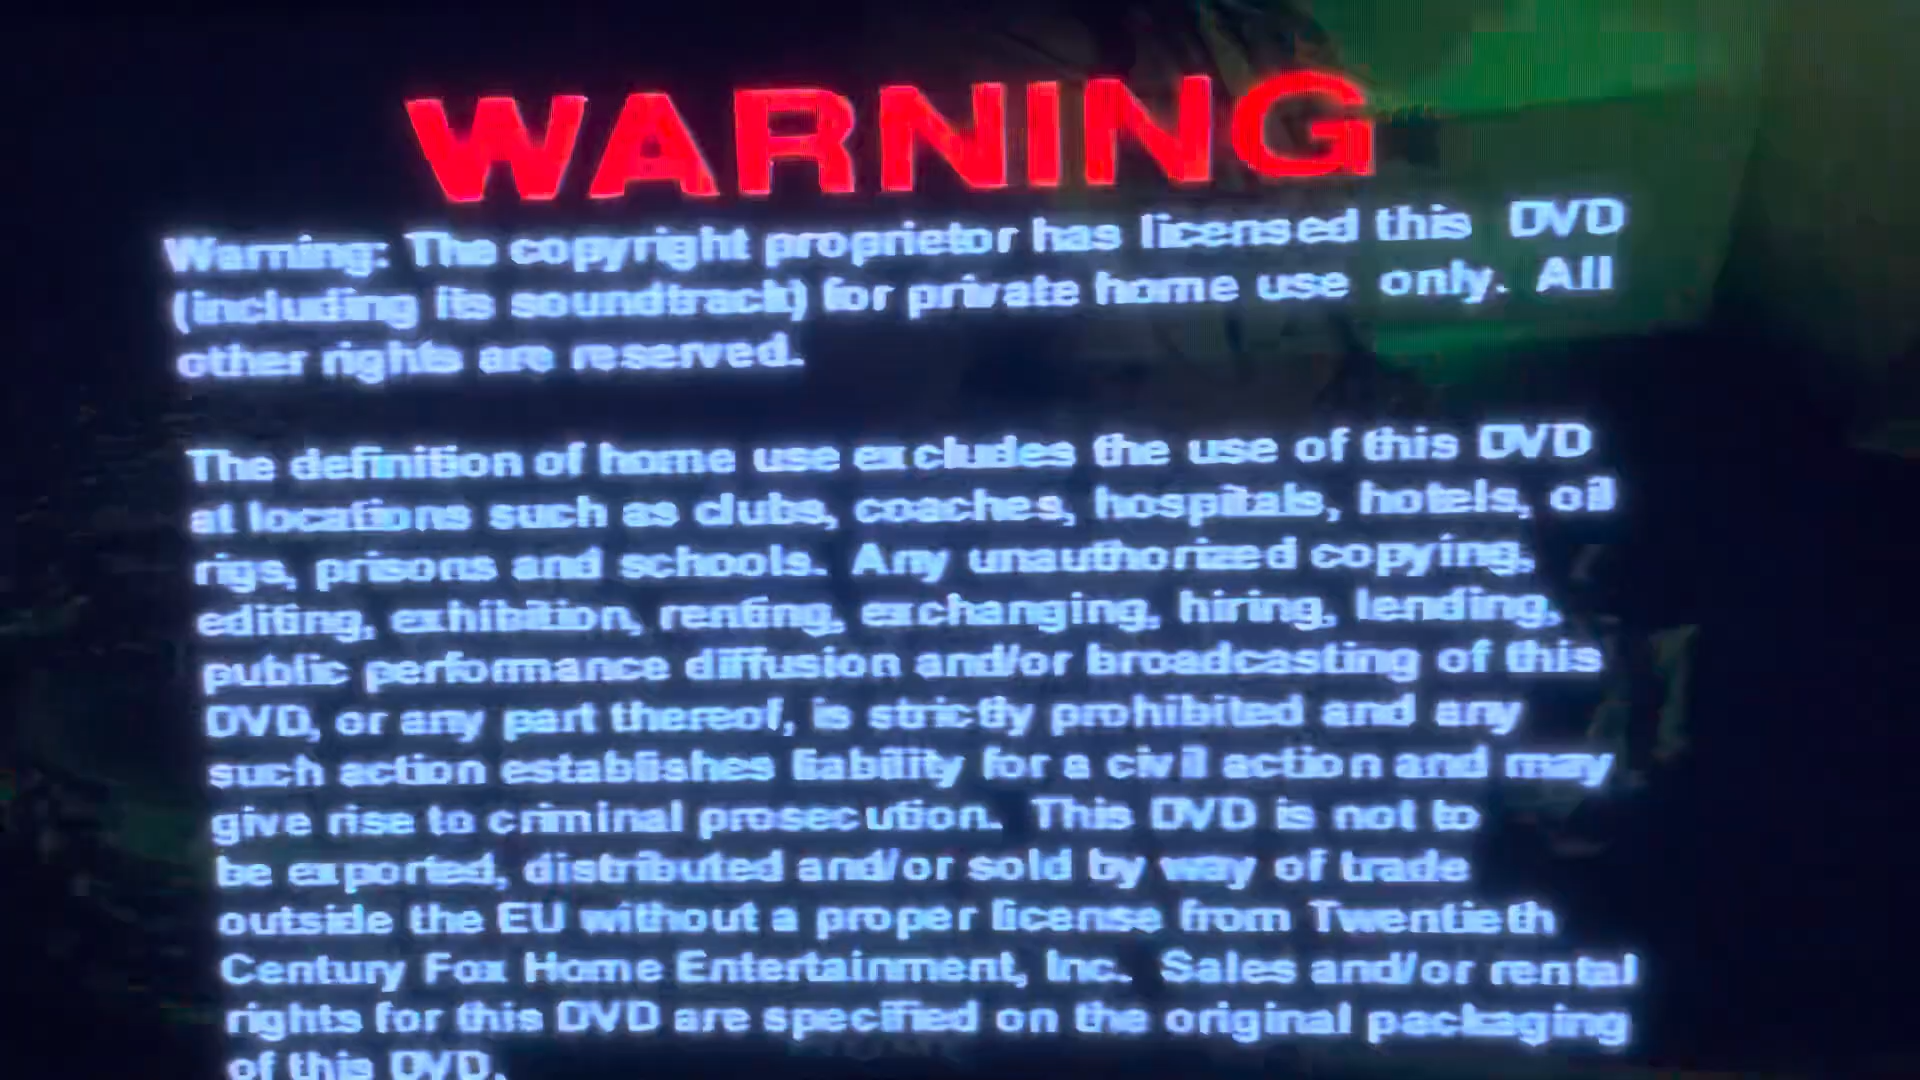 WARNING
Warning: The copyright proprietor has licensed this DVD
(including its soundtrack) for private home use only. All
other rights are reserved.
The definition of home use excludes the use of this DVD
at locations such as clubs, coaches, hospitals, hotels, oil
rigs, prisons and schools. Any unauthorized copying,
editing, exhibition, renting, exchanging, hiring, lending,
public performance diffusion and/or broadcasting of this
DVD, or any part thereof, is strictly prohibited and any
such action establishes liability for a civil action and may
give rise to criminal prosecution. This DVD is not to
be exported, distributed and/or sold by way of trade
outside the EU without a proper license from Twentieth
Century Fox Home Entertainment, Inc. Sales and/or rental
rights for this DVD are specified on the original packaging
of this DVD.